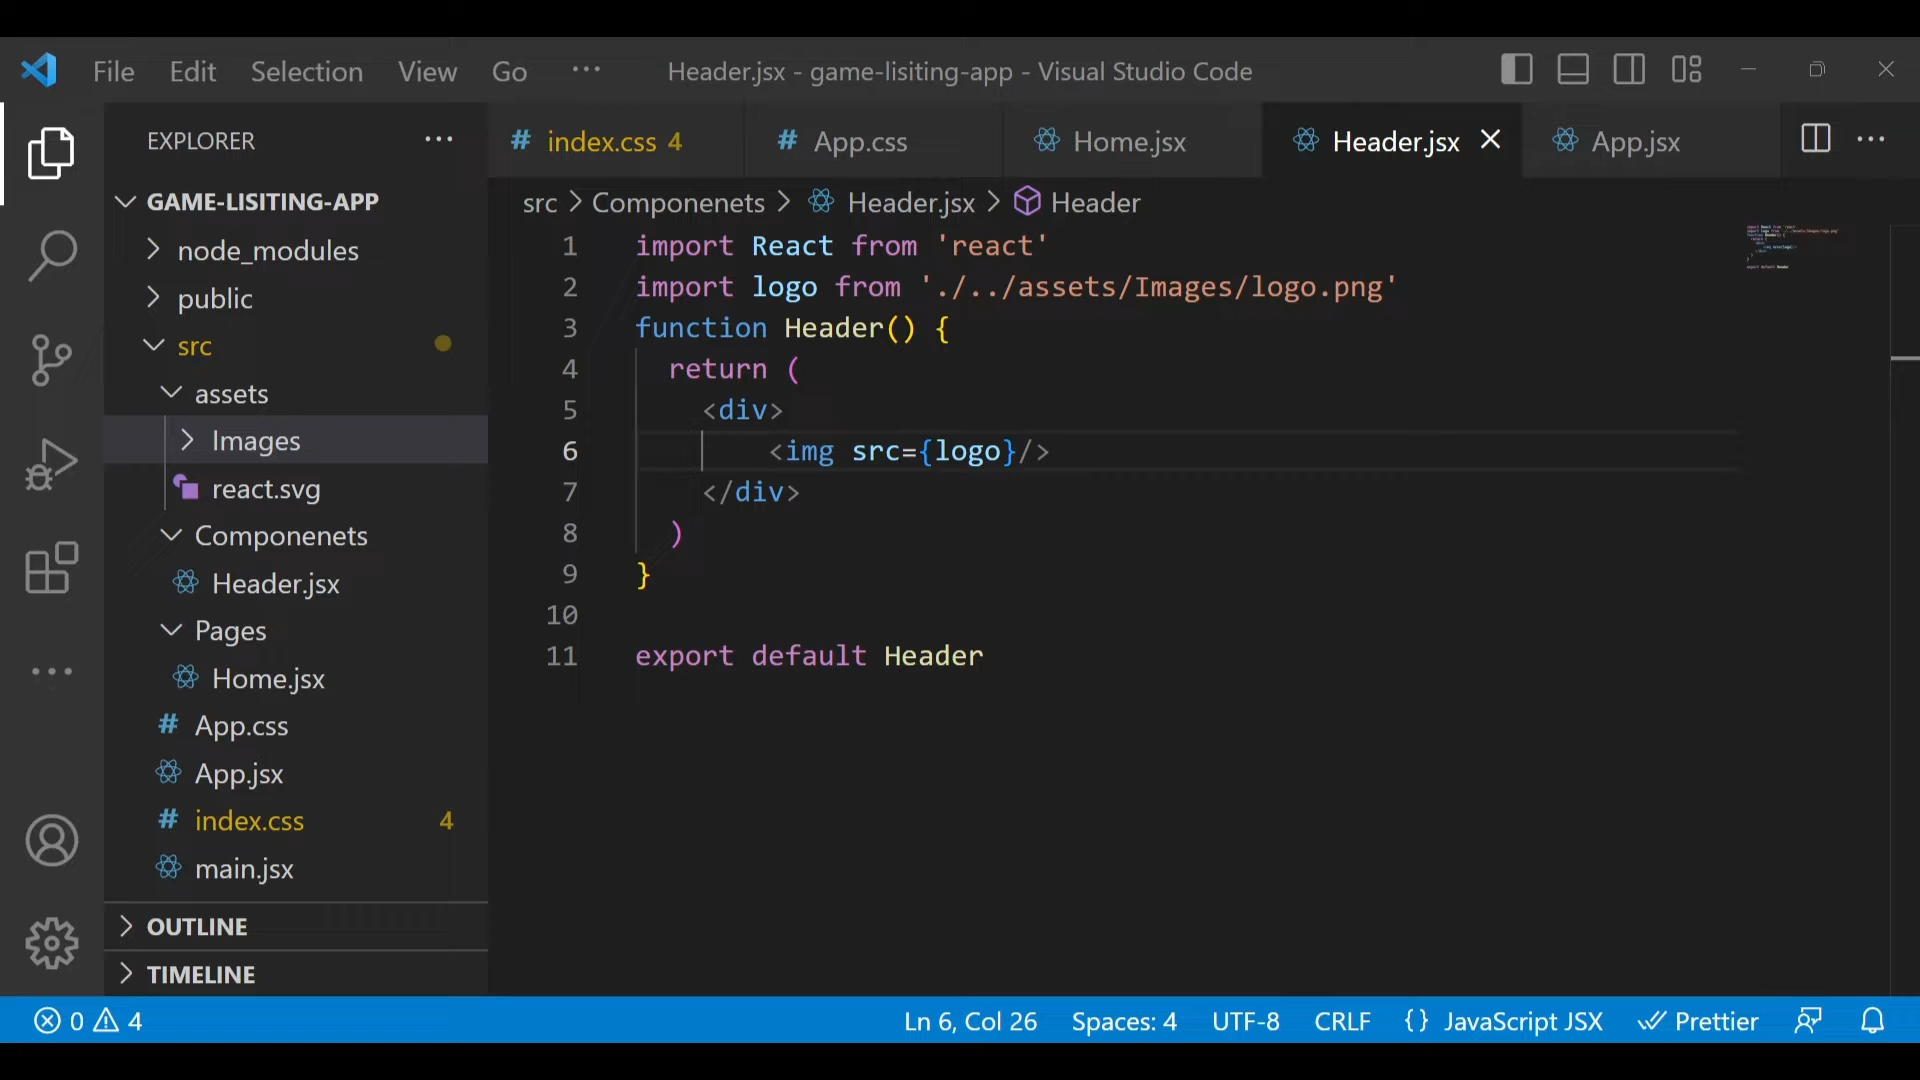 File Edit Selection View Go ··· Header.jsx - game-lisiting-app - Visual Studio Code
EXPLORER ···
# index.css 4 # App.css Home.jsx Header.jsx App.jsx ···
GAME-LISITING-APP
node_modules
public
src
assets
Images
react.svg
Componenets
Header.jsx
Pages
Home.jsx
# App.css
App.jsx
# index.css 4
main.jsx
OUTLINE
TIMELINE
src > Componenets > Header.jsx > Header
1 import React from 'react'
2 import logo from './../assets/Images/logo.png'
3 function Header() {
4 return (
5 <div>
6 <img src={logo}/>
7 </div>
8 )
9 }
10
11 export default Header
0 4 Ln 6, Col 26 Spaces: 4 UTF-8 CRLF {} JavaScript JSX Prettier